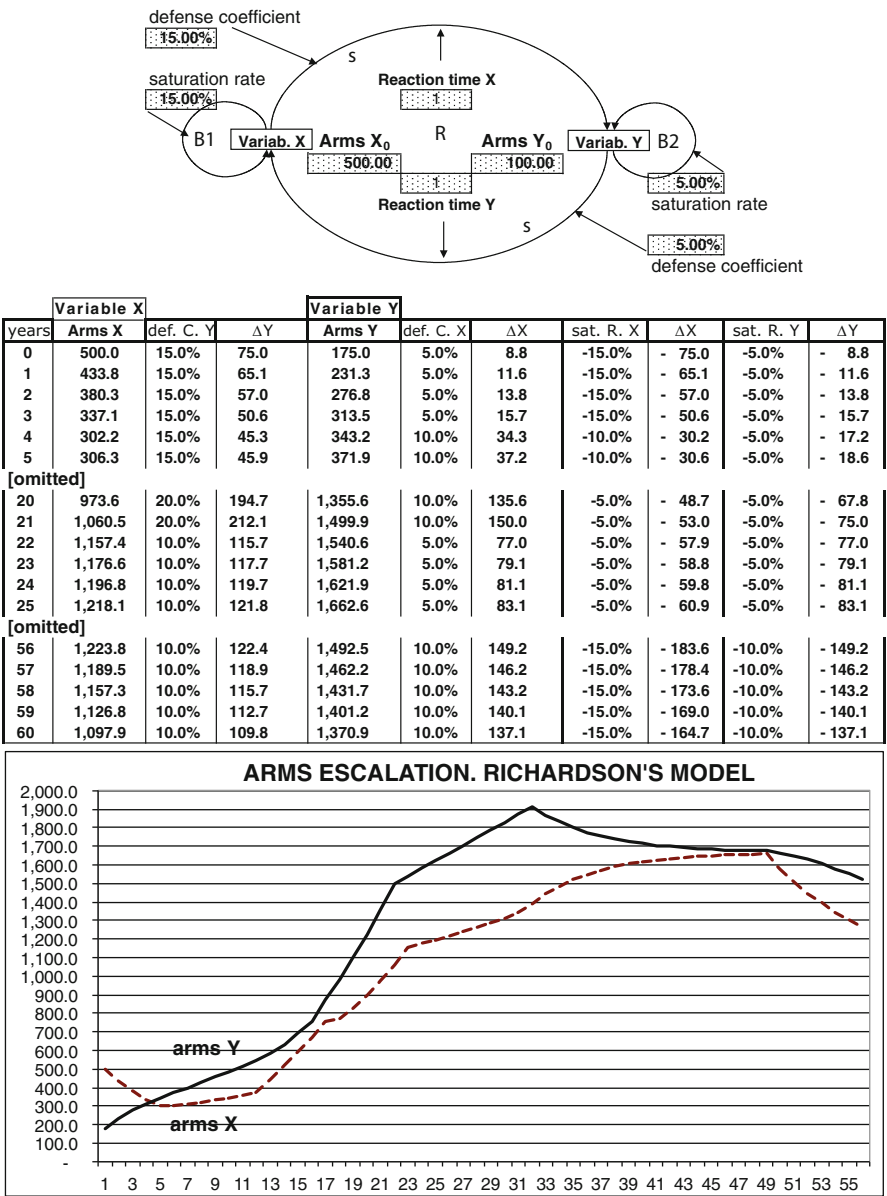 defense coefficient
15.00%
s
saturation rate
15.00%
Reaction time X
1
B1
Variab. X
Arms X0
R
Arms Y0
Variab. Y
B2
500.00
100.00
1
5.00%
Reaction time Y
saturation rate
s
5.00%
defense coefficient
Variable X Variable Y
years Arms X def. C. Y ΔY Arms Y def. C. X ΔX sat. R. X ΔX sat. R. Y ΔY
0 500.0 15.0% 75.0 175.0 5.0% 8.8 -15.0% - 75.0 -5.0% - 8.8
1 433.8 15.0% 65.1 231.3 5.0% 11.6 -15.0% - 65.1 -5.0% - 11.6
2 380.3 15.0% 57.0 276.8 5.0% 13.8 -15.0% - 57.0 -5.0% - 13.8
3 337.1 15.0% 50.6 313.5 5.0% 15.7 -15.0% - 50.6 -5.0% - 15.7
4 302.2 15.0% 45.3 343.2 10.0% 34.3 -10.0% - 30.2 -5.0% - 17.2
5 306.3 15.0% 45.9 371.9 10.0% 37.2 -10.0% - 30.6 -5.0% - 18.6
[omitted]
20 973.6 20.0% 194.7 1,355.6 10.0% 135.6 -5.0% - 48.7 -5.0% - 67.8
21 1,060.5 20.0% 212.1 1,499.9 10.0% 150.0 -5.0% - 53.0 -5.0% - 75.0
22 1,157.4 10.0% 115.7 1,540.6 5.0% 77.0 -5.0% - 57.9 -5.0% - 77.0
23 1,176.6 10.0% 117.7 1,581.2 5.0% 79.1 -5.0% - 58.8 -5.0% - 79.1
24 1,196.8 10.0% 119.7 1,621.9 5.0% 81.1 -5.0% - 59.8 -5.0% - 81.1
25 1,218.1 10.0% 121.8 1,662.6 5.0% 83.1 -5.0% - 60.9 -5.0% - 83.1
[omitted]
56 1,223.8 10.0% 122.4 1,492.5 10.0% 149.2 -15.0% - 183.6 -10.0% - 149.2
57 1,189.5 10.0% 118.9 1,462.2 10.0% 146.2 -15.0% - 178.4 -10.0% - 146.2
58 1,157.3 10.0% 115.7 1,431.7 10.0% 143.2 -15.0% - 173.6 -10.0% - 143.2
59 1,126.8 10.0% 112.7 1,401.2 10.0% 140.1 -15.0% - 169.0 -10.0% - 140.1
60 1,097.9 10.0% 109.8 1,370.9 10.0% 137.1 -15.0% - 164.7 -10.0% - 137.1
ARMS ESCALATION. RICHARDSON'S MODEL
2,000.0
1,900.0
1,800.0
1,700.0
1,600.0
1,500.0
1,400.0
1,300.0
1,200.0
1,100.0
1,000.0
900.0
800.0
700.0
600.0
500.0
400.0
300.0
200.0
100.0
-
arms Y
arms X
1 3 5 7 9 11 13 15 17 19 21 23 25 27 29 31 33 35 37 39 41 43 45 47 49 51 53 55